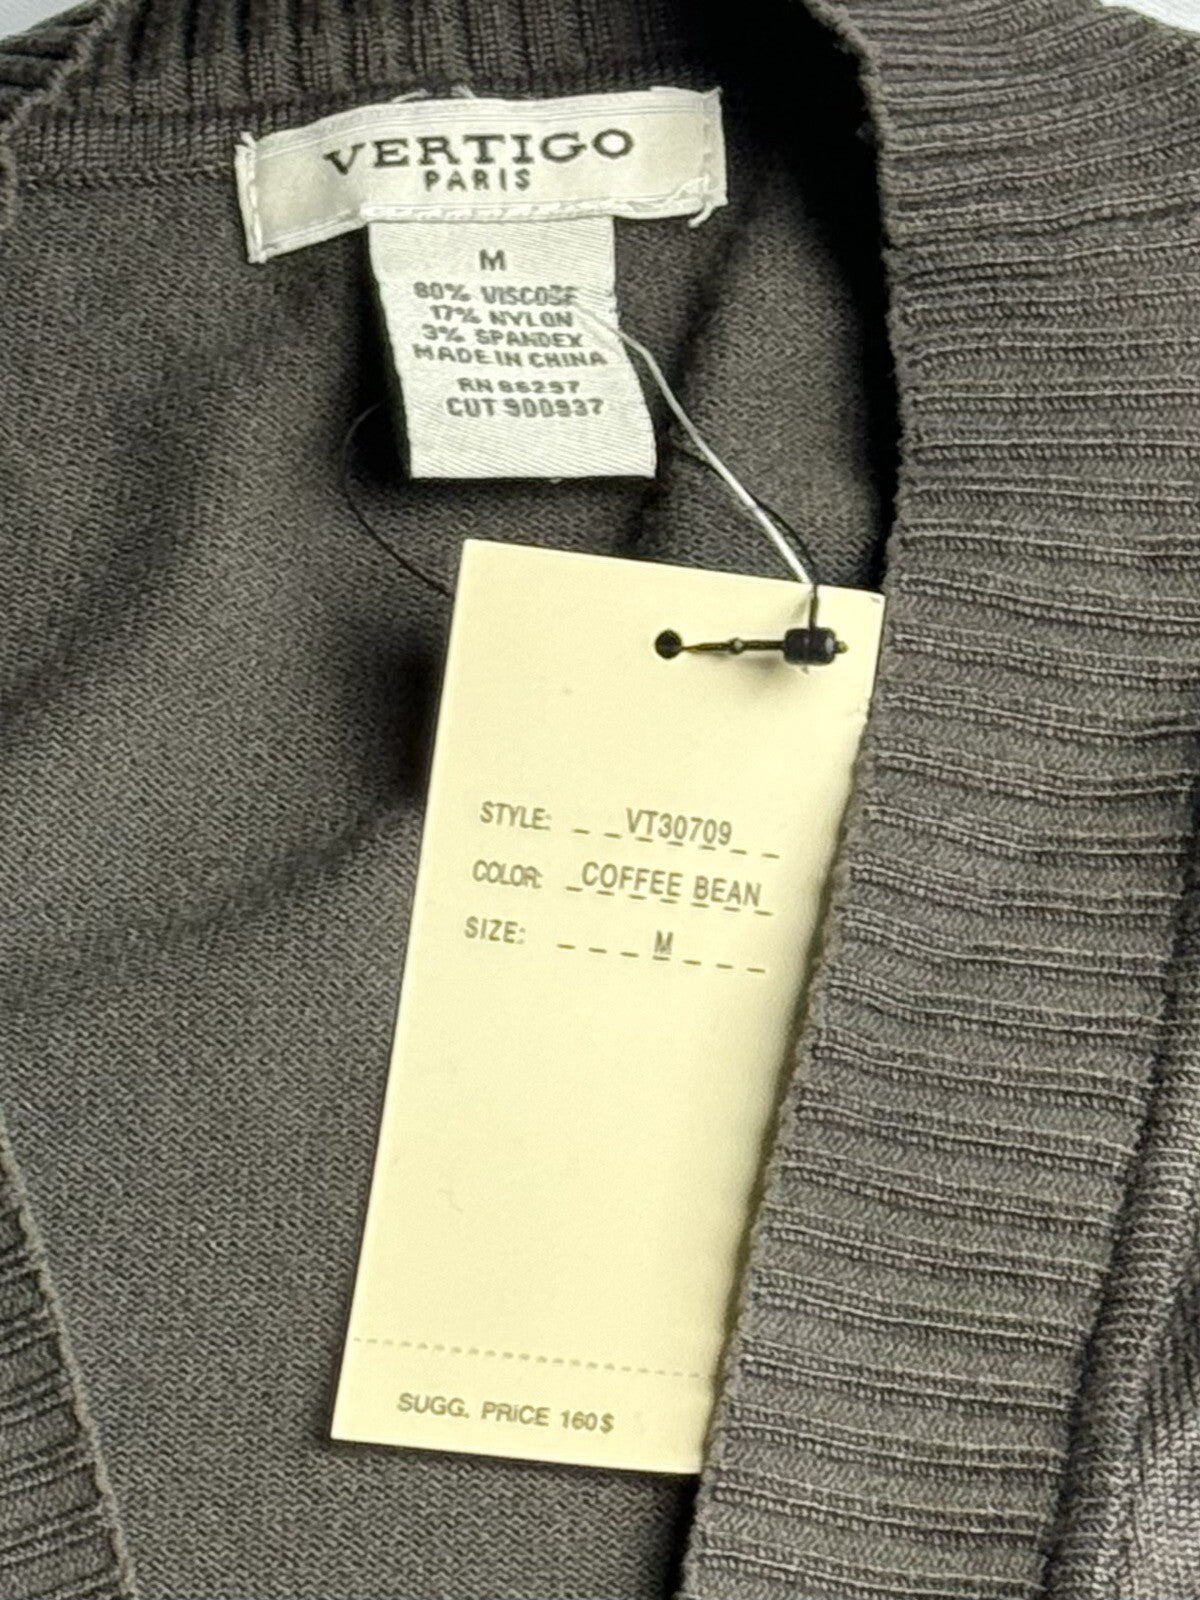 VERTIGO
PARIS
M
80% VISCOSE
17% NYLON
3% SPANDEX
MADE IN CHINA
RN 86297
CUT 900937
STYLE: VT30709
COLOR: COFFEE BEAN
SIZE: M
SUGG. PRICE 160$